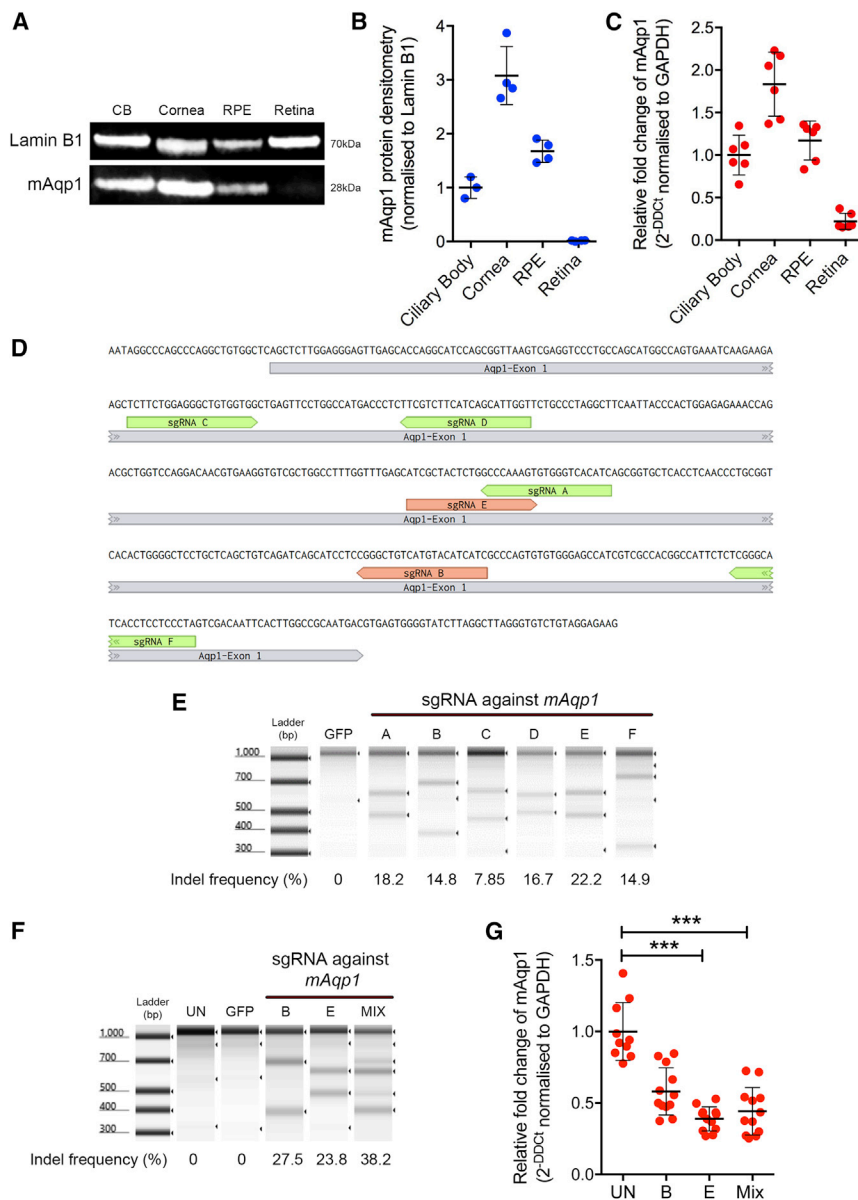 A
CB Cornea RPE Retina
Lamin B1
70kDa
mAqp1
28kDa
B
mAqp1 protein densitometry
(normalised to Lamin B1)
4
3
2
1
0
Ciliary Body
Cornea
RPE
Retina
C
Relative fold change of mAqp1
(2-DDCt normalised to GAPDH)
2.5
2.0
1.5
1.0
0.5
0.0
Ciliary Body
Cornea
RPE
Retina
D
AATAGGCCCAGCCCAGGCTGTGGCTCAGCTCTTGGAGGGAGTTGAGCACCAGGCATCCAGCGGTTAAGTCGAGGTCCCTGCCAGCATGGCCAGTGAAATCAAGAAGA
Aqp1-Exon 1
AGCTCTTCTGGAGGGCTGTGGTGGCTGAGTTCCTGGCCATGACCCTCTTCGTCTTCATCAGCATTGGTTCTGCCCTAGGCTTCAATTACCCACTGGAGAGAAACCAG
sgRNA C
sgRNA D
Aqp1-Exon 1
ACGCTGGTCCAGGACAACGTGAAGGTGTCGCTGGCCTTTGGTTTGAGCATCGCTACTCTGGCCCAAAGTGTGGGTCACATCAGCGGTGCTCACCTCAACCCTGCGGT
sgRNA A
sgRNA E
Aqp1-Exon 1
CACACTGGGGCTCCTGCTCAGCTGTCAGATCAGCATCCTCCGGGCTGTCATGTACATCATCGCCCAGTGTGTGGGAGCCATCGTCGCCACGGCCATTCTCTCGGGCA
sgRNA B
Aqp1-Exon 1
TCACCTCCTCCCTAGTCGACAATTCACTTGGCCGCAATGACGTGAGTGGGGTATCTTAGGCTTAGGGTGTCTGTAGGAGAAG
sgRNA F
Aqp1-Exon 1
E
sgRNA against mAqp1
Ladder
(bp)
GFP A B C D E F
1,000
700
500
400
300
Indel frequency (%) 0 18.2 14.8 7.85 16.7 22.2 14.9
F
sgRNA against
mAqp1
Ladder
(bp)
UN GFP B E MIX
1,000
700
500
400
300
Indel frequency (%) 0 0 27.5 23.8 38.2
G
Relative fold change of mAqp1
(2-DDCt normalised to GAPDH)
***
***
1.5
1.0
0.5
0.0
UN B E Mix